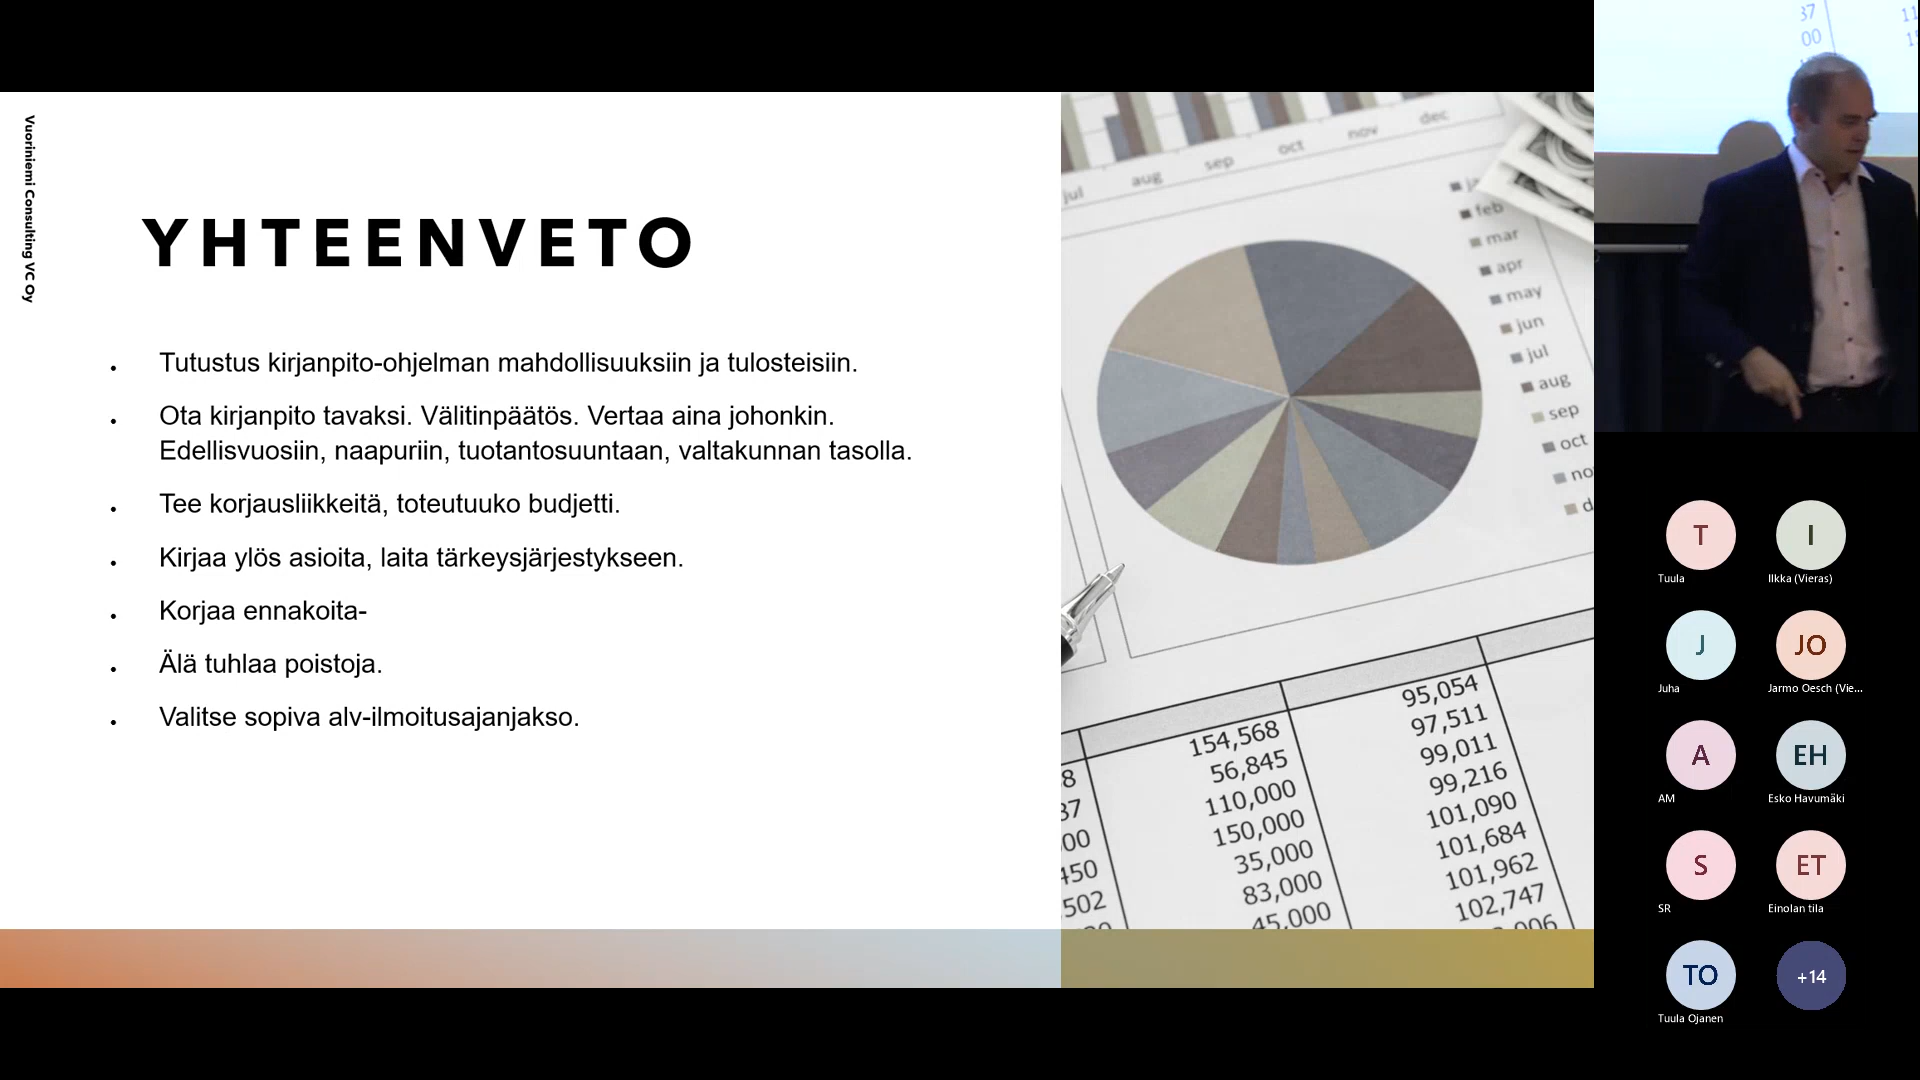 Vuoriniemi Consulting VC Oy
YHTEENVETO
Tutustus kirjanpito-ohjelman mahdollisuuksiin ja tulosteisiin.
Ota kirjanpito tavaksi. Välitinpäätös. Vertaa aina johonkin.
Edellisvuosiin, naapuriin, tuotantosuuntaan, valtakunnan tasolla.
Tee korjausliikkeitä, toteutuuko budjetti.
Kirjaa ylös asioita, laita tärkeysjärjestykseen.
Korjaa ennakoita-
Älä tuhlaa poistoja.
Valitse sopiva alv-ilmoitusajanjakso.
jul aug sep oct nov dec
feb
mar
apr
may
jun
jul
aug
sep
oct
95,054
154,568 97,511
56,845 99,011
110,000 99,216
150,000 101,090
35,000 101,684
83,000 101,962
45,000 102,747
T I
Tuula Ilkka (Vieras)
J JO
Juha Jarmo Oesch (Vie...
A EH
AM Esko Havumäki
S ET
SR Einolan tila
TO +14
Tuula Ojanen